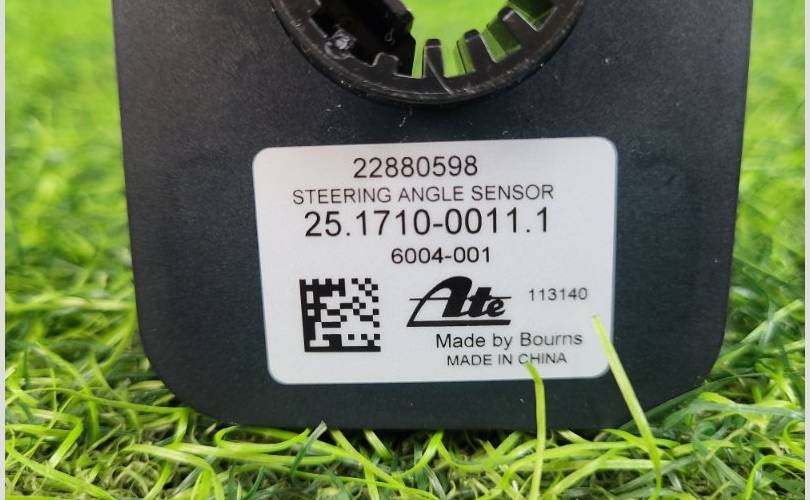 22880598
STEERING ANGLE SENSOR
25.1710-0011.1
6004-001
Ate
113140
Made by Bourns
MADE IN CHINA